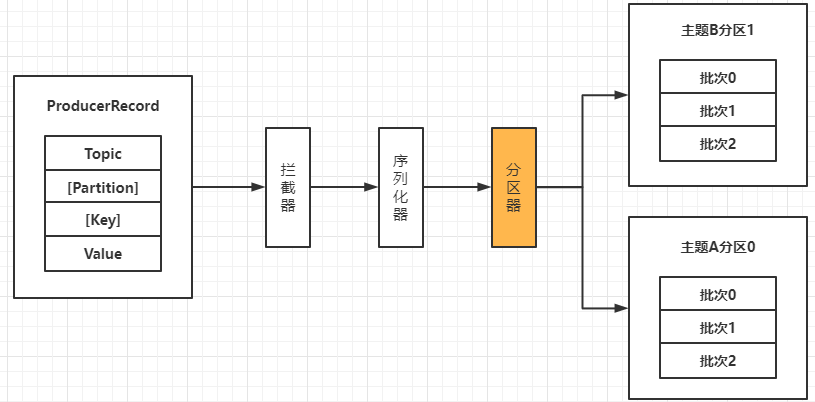 ProducerRecord
Topic
[Partition]
[Key]
Value
拦截器
序列化器
分区器
主题B分区1
批次0
批次1
批次2
主题A分区0
批次0
批次1
批次2